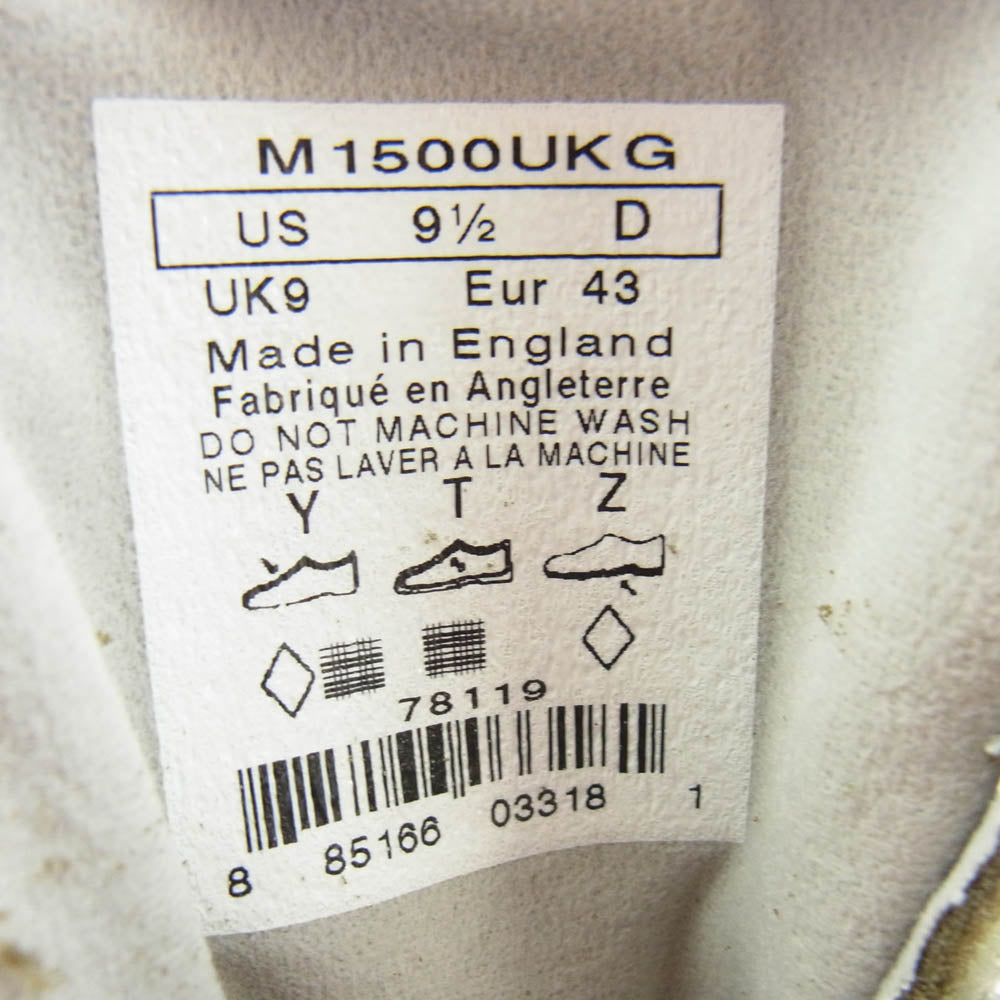 M1500UKG
US 9½ D
UK9 Eur 43
Made in England
Fabriqué en Angleterre
DO NOT MACHINE WASH
NE PAS LAVER A LA MACHINE
Y T Z
78119
8 85166 03318 1